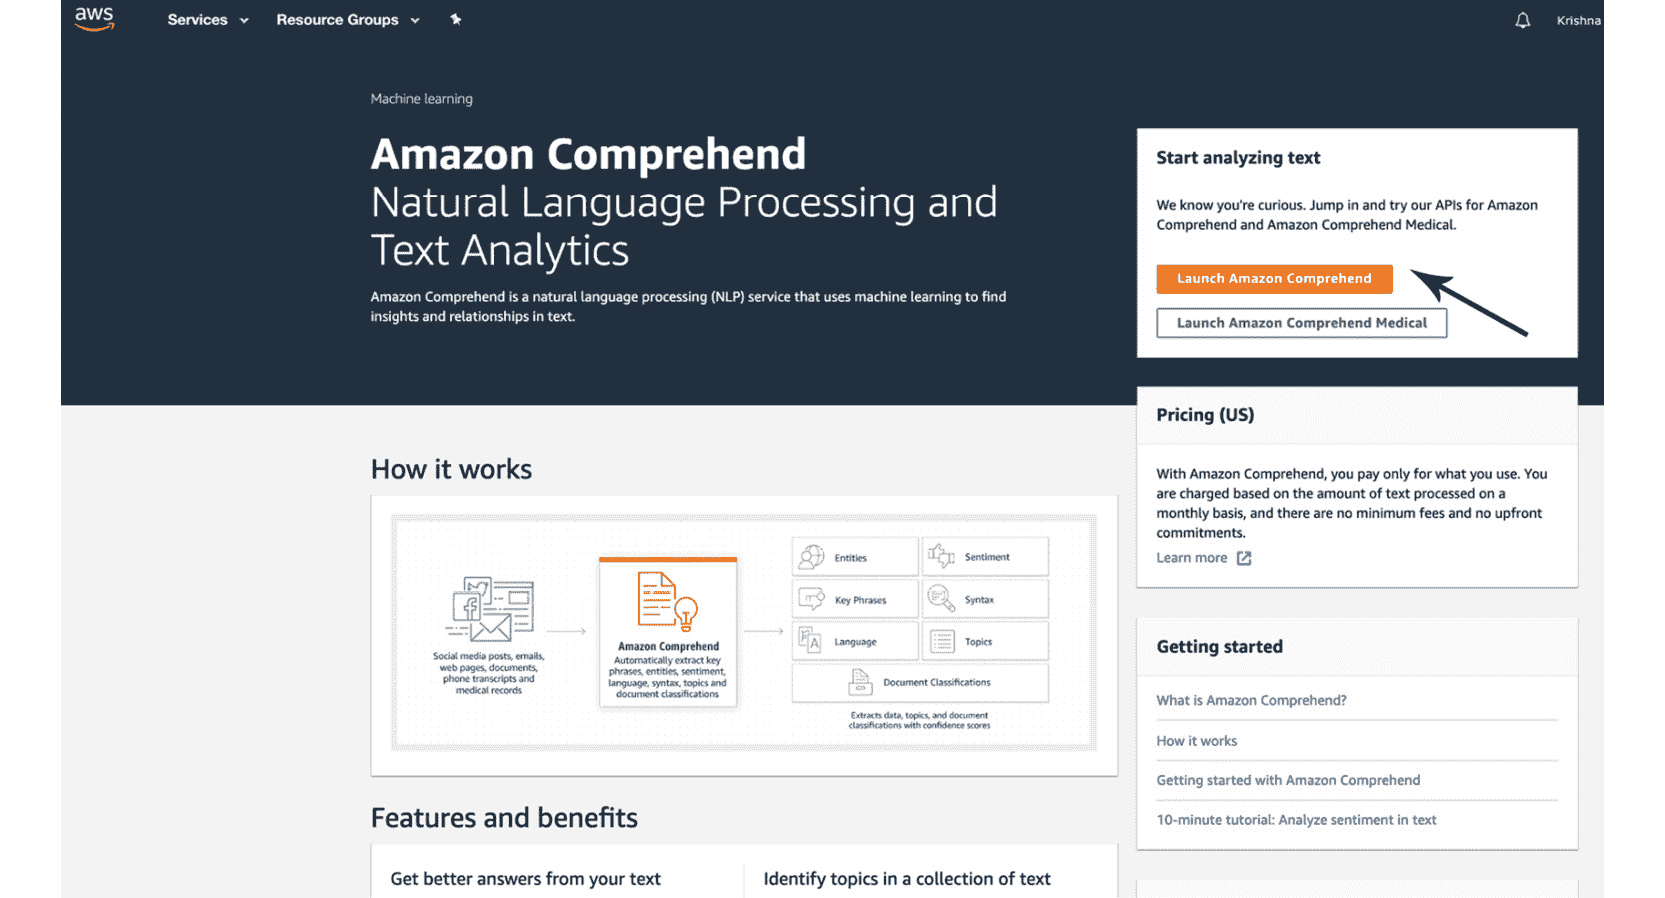 aws
Services
Resource Groups
Krishna
Machine learning
Amazon Comprehend
Natural Language Processing and
Text Analytics
Amazon Comprehend is a natural language processing (NLP) service that uses machine learning to find
insights and relationships in text.
Start analyzing text
We know you're curious. Jump in and try our APIs for Amazon
Comprehend and Amazon Comprehend Medical.
Launch Amazon Comprehend
Launch Amazon Comprehend Medical
Pricing (US)
With Amazon Comprehend, you pay only for what you use. You
are charged based on the amount of text processed on a
monthly basis, and there are no minimum fees and no upfront
commitments.
Learn more
How it works
Social media posts, emails,
web pages, documents,
phone transcripts and
medical records
Amazon Comprehend
Automatically extract key
phrases, entities, sentiment,
language, syntax, topics and
document classifications
Entities
Sentiment
Key Phrases
Syntax
Language
Topics
Document Classifications
Extracts data, topics, and document
classifications with confidence scores
Getting started
What is Amazon Comprehend?
How it works
Getting started with Amazon Comprehend
10-minute tutorial: Analyze sentiment in text
Features and benefits
Get better answers from your text
Identify topics in a collection of text